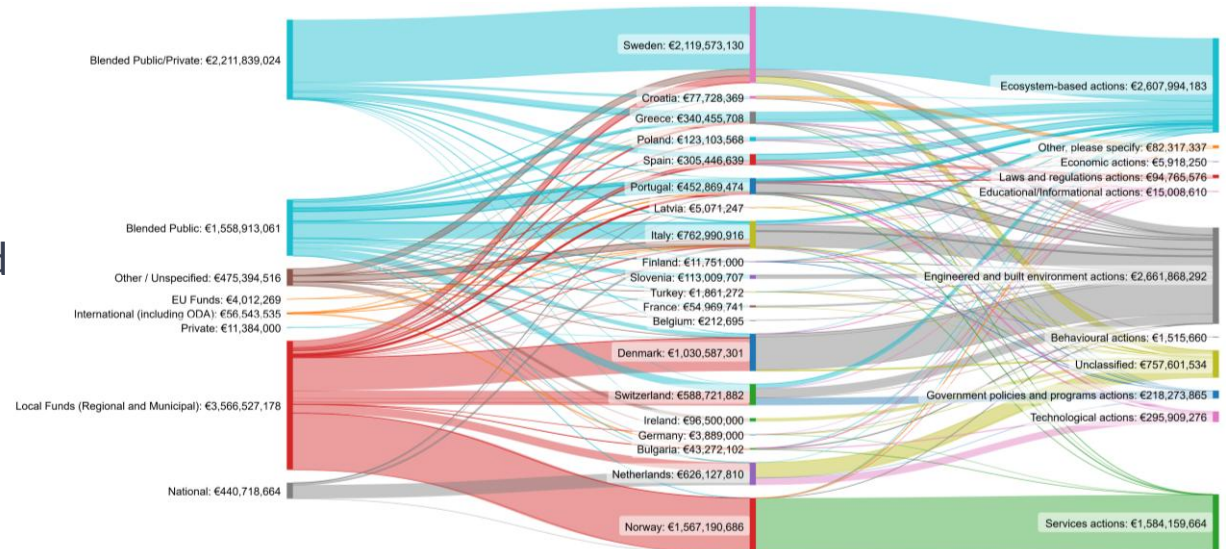 d
Blended Public/Private: €2,211,839,024
Blended Public: €1,558,913,061
Other / Unspecified: €475,394,516
EU Funds: €4,012,269
International (including ODA): €56,543,535
Private: €11,384,000
Local Funds (Regional and Municipal): €3,566,527,178
National: €440,718,664
Sweden: €2,119,573,130
Croatia: €77,728,369
Greece: €340,455,708
Poland: €123,103,568
Spain: €305,446,639
Portugal: €452,869,474
Latvia: €5,071,247
Italy: €762,990,916
Finland: €11,751,000
Slovenia: €113,009,707
Turkey: €1,861,272
France: €54,969,741
Belgium: €212,695
Denmark: €1,030,587,301
Switzerland: €588,721,882
Ireland: €96,500,000
Germany: €3,889,000
Bulgaria: €43,272,102
Netherlands: €626,127,810
Norway: €1,567,190,686
Ecosystem-based actions: €2,607,994,183
Other, please specify: €82,317,337
Economic actions: €5,918,250
Laws and regulations actions: €94,765,576
Educational/Informational actions: €15,008,610
Engineered and built environment actions: €2,661,868,292
Behavioural actions: €1,515,660
Unclassified: €757,601,534
Government policies and programs actions: €218,273,865
Technological actions: €295,909,276
Services actions: €1,584,159,664